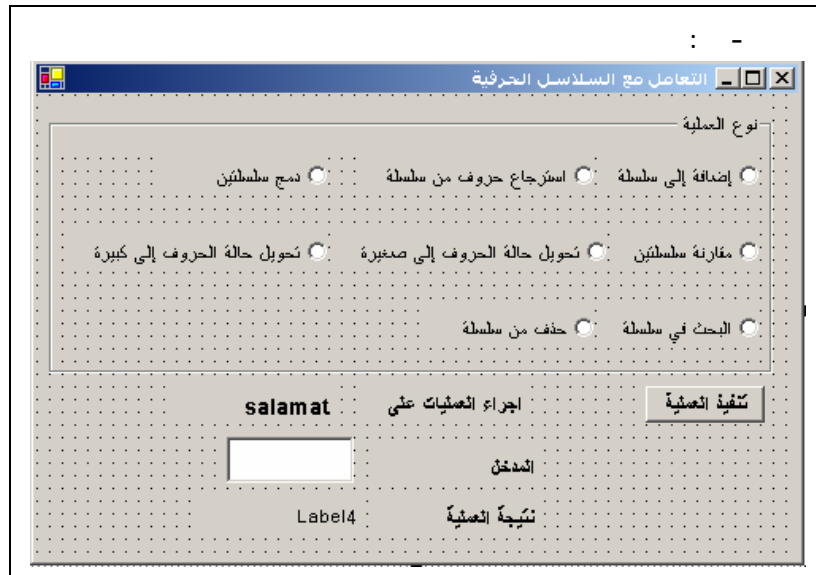 - :
التعامل مع السلاسل الحرفية
نوع العملية
إضافة إلى سلسلة استرجاع حروف من سلسلة دمج سلسلتين
مقارنة سلسلتين تحويل حالة الحروف إلى صغيرة تحويل حالة الحروف إلى كبيرة
البحث في سلسلة حذف من سلسلة
تنفيذ العملية اجراء العمليات على salamat
المدخل
نتيجة العملية Label4